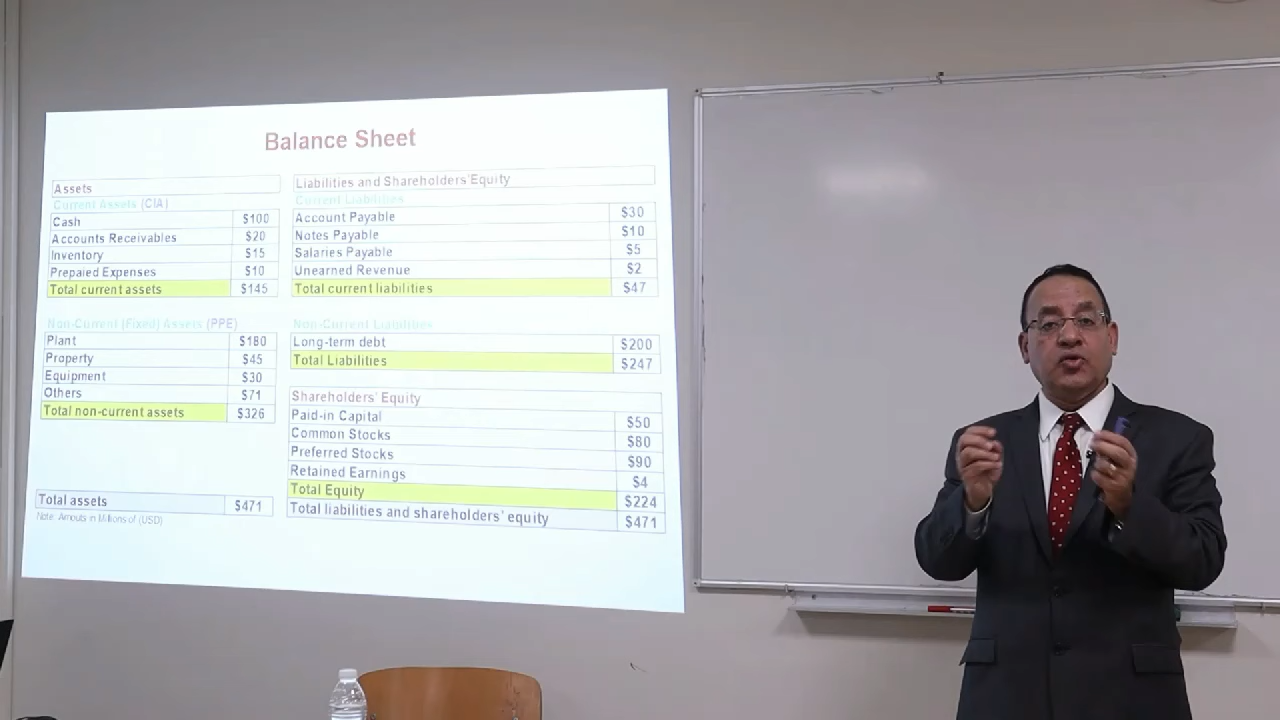 Balance Sheet
Assets
Current Assets (CIA)
Cash $100
Accounts Receivables $20
Inventory $15
Prepaied Expenses $10
Total current assets $145
Non-Current (Fixed) Assets (PPE)
Plant $180
Property $45
Equipment $30
Others $71
Total non-current assets $326
Total assets $471
Note: Amouts in Millions of (USD)
Liabilities and Shareholders'Equity
Current Liabilities
Account Payable $30
Notes Payable $10
Salaries Payable $5
Unearned Revenue $2
Total current liabilities $47
Non-Current Liabilities
Long-term debt $200
Total Liabilities $247
Shareholders' Equity
Paid-in Capital $50
Common Stocks $80
Preferred Stocks $90
Retained Earnings $4
Total Equity $224
Total liabilities and shareholders' equity $471